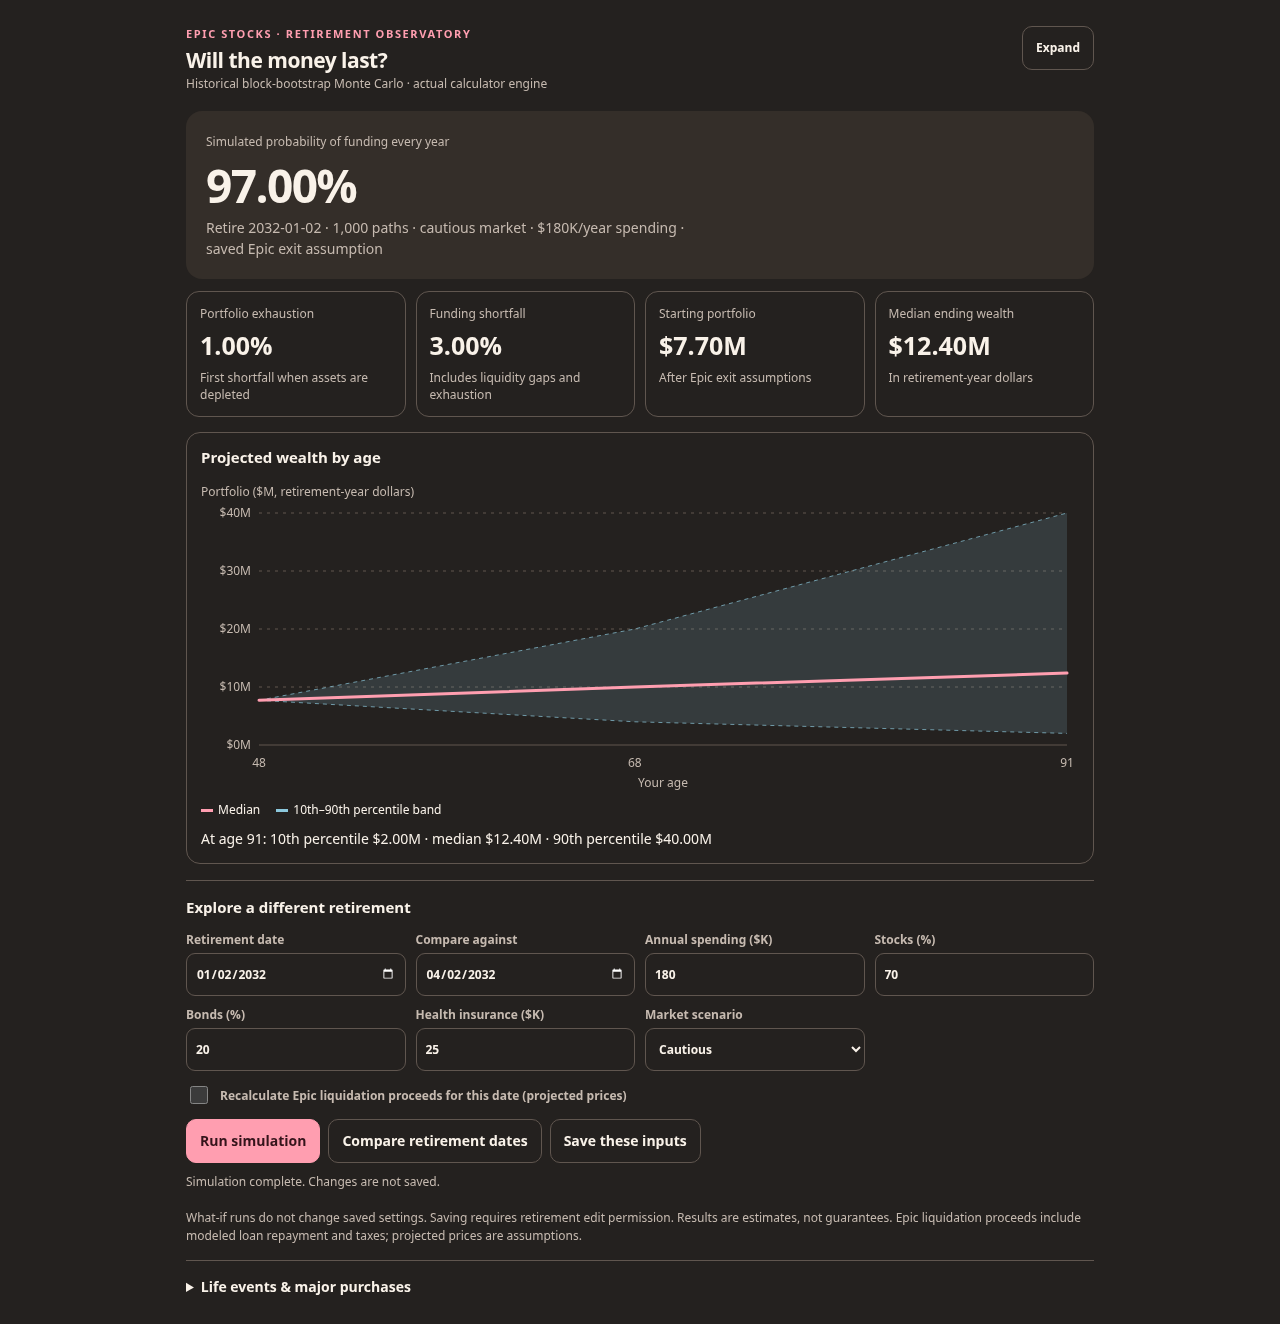 EPIC STOCKS · RETIREMENT OBSERVATORY
Will the money last?
Historical block-bootstrap Monte Carlo · actual calculator engine
Expand
Simulated probability of funding every year
97.00%
Retire 2032-01-02 · 1,000 paths · cautious market · $180K/year spending ·
saved Epic exit assumption
Portfolio exhaustion
1.00%
First shortfall when assets are
depleted
Funding shortfall
3.00%
Includes liquidity gaps and
exhaustion
Starting portfolio
$7.70M
After Epic exit assumptions
Median ending wealth
$12.40M
In retirement-year dollars
Projected wealth by age
Portfolio ($M, retirement-year dollars)
$40M
$30M
$20M
$10M
$0M
48 68 91
Your age
Median 10th–90th percentile band
At age 91: 10th percentile $2.00M · median $12.40M · 90th percentile $40.00M
Explore a different retirement
Retirement date
01/02/2032
Compare against
04/02/2032
Annual spending ($K)
180
Stocks (%)
70
Bonds (%)
20
Health insurance ($K)
25
Market scenario
Cautious
Recalculate Epic liquidation proceeds for this date (projected prices)
Run simulation
Compare retirement dates
Save these inputs
Simulation complete. Changes are not saved.
What-if runs do not change saved settings. Saving requires retirement edit permission. Results are estimates, not guarantees. Epic liquidation proceeds include
modeled loan repayment and taxes; projected prices are assumptions.
Life events & major purchases